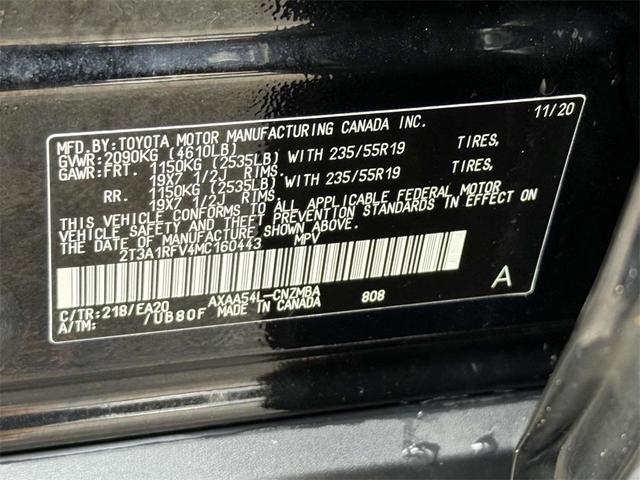 11/20
MFD.BY:TOYOTA MOTOR MANUFACTURING CANADA INC.
GVWR:2090KG (4610LB)
GAWR:FRT. 1150KG (2535LB) WITH 235/55R19 TIRES,
19X7 1/2J RIMS.
RR. 1150KG (2535LB) WITH 235/55R19 TIRES,
19X7 1/2J RIMS.
THIS VEHICLE CONFORMS TO ALL APPLICABLE FEDERAL MOTOR
VEHICLE SAFETY AND THEFT PREVENTION STANDARDS IN EFFECT ON
THE DATE OF MANUFACTURE SHOWN ABOVE.
2T3A1RFV4MC160443 MPV
C/TR:218/EA20 AXAA54L-CNZMBA 808 A
A/TM: /UB80F MADE IN CANADA